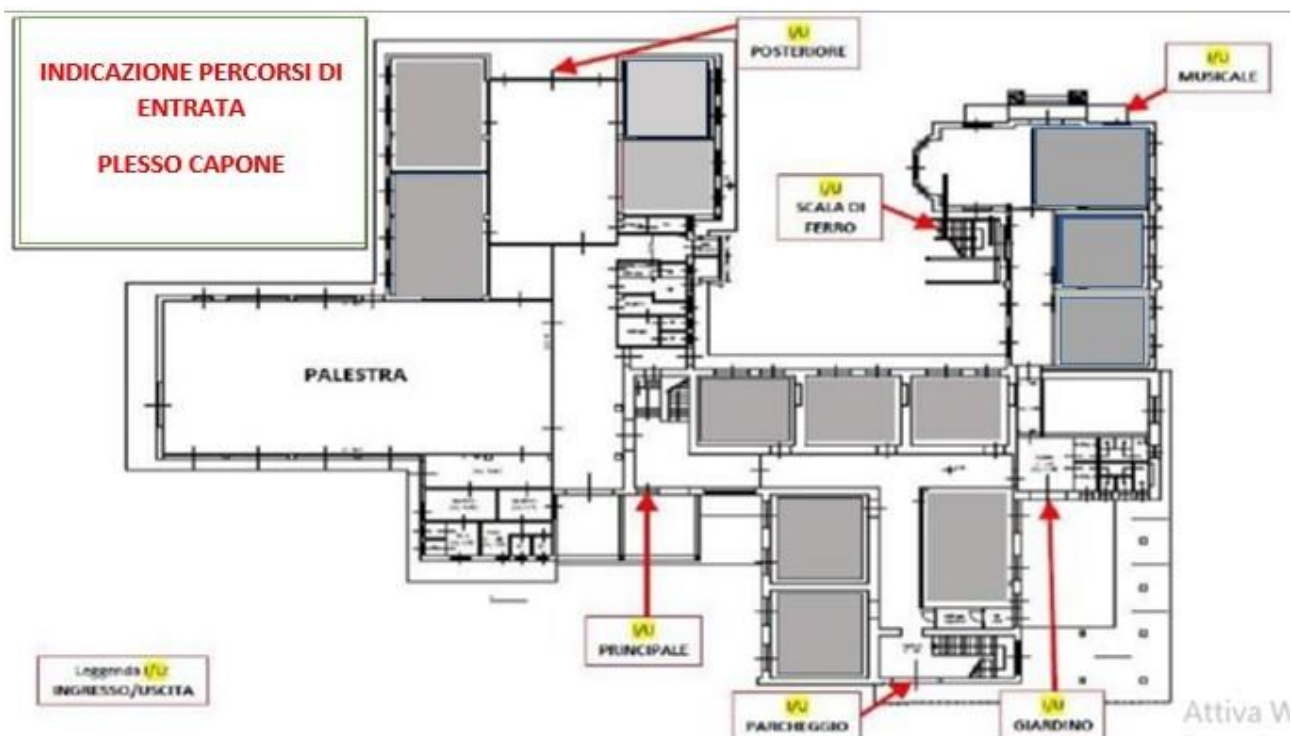 INDICAZIONE PERCORSI DI
ENTRATA
PLESSO CAPONE
I/U
POSTERIORE
I/U
MUSICALE
I/U
SCALA DI
FERRO
PALESTRA
I/U
PRINCIPALE
Leggenda I/U:
INGRESSO/USCITA
I/U
PARCHEGGIO
I/U
GIARDINO
Attiva W